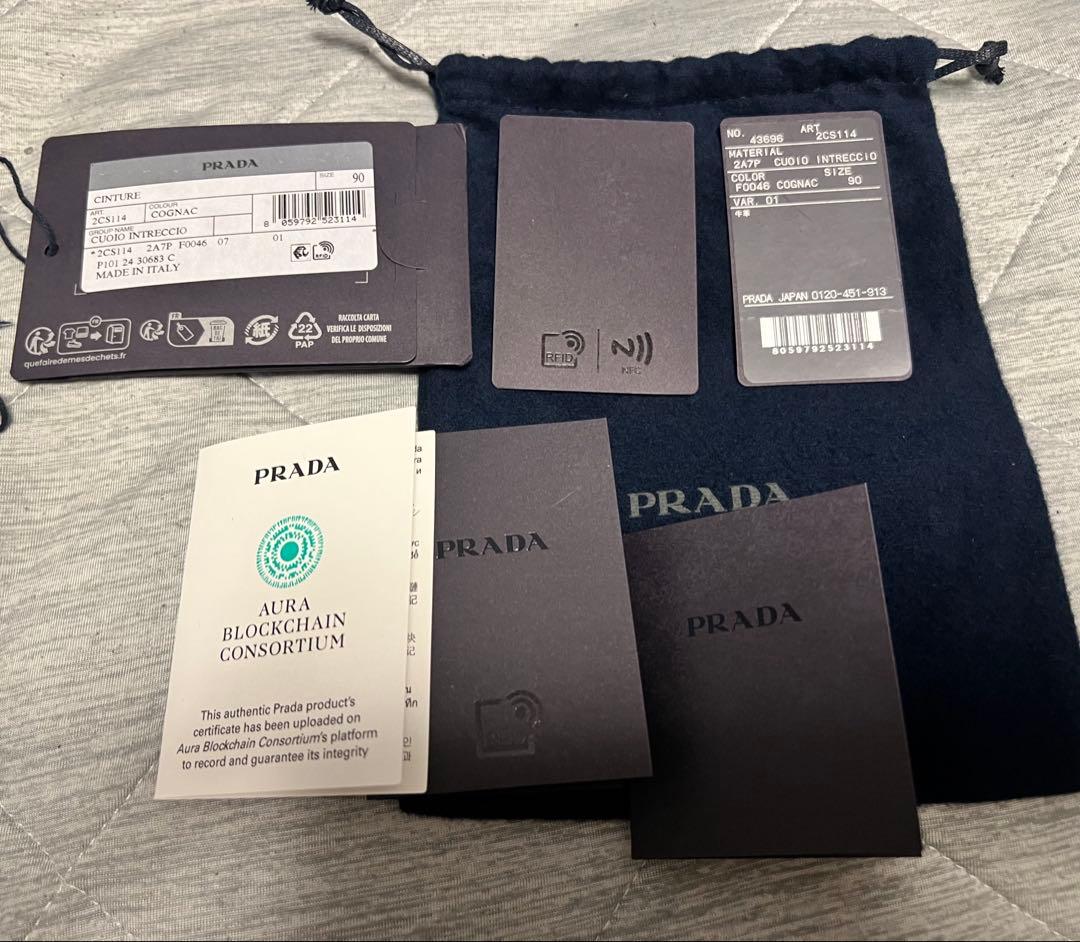 PRADA
CINTURE
SIZE 90
ART. 2CS114
COLOUR COGNAC
8 059792 523114
GROUP NAME
CUOIO INTRECCIO
*2CS114 2A7P F0046 07 01
P101 24 30683 C
RFID
MADE IN ITALY
FR
FR
紙
22
PAP
RACCOLTA CARTA
VERIFICA LE DISPOSIZIONI
DEL PROPRIO COMUNE
quefairedemesdechets.fr
RFID
NFC
NO. 43696 ART. 2CS114
MATERIAL
2A7P CUOIO INTRECCIO
COLOR SIZE
F0046 COGNAC 90
VAR. 01
牛革
PRADA JAPAN 0120-451-913
8059792523114
PRADA
AURA
BLOCKCHAIN
CONSORTIUM
This authentic Prada product's
certificate has been uploaded on
Aura Blockchain Consortium's platform
to record and guarantee its integrity
PRADA
PRADA
PRADA